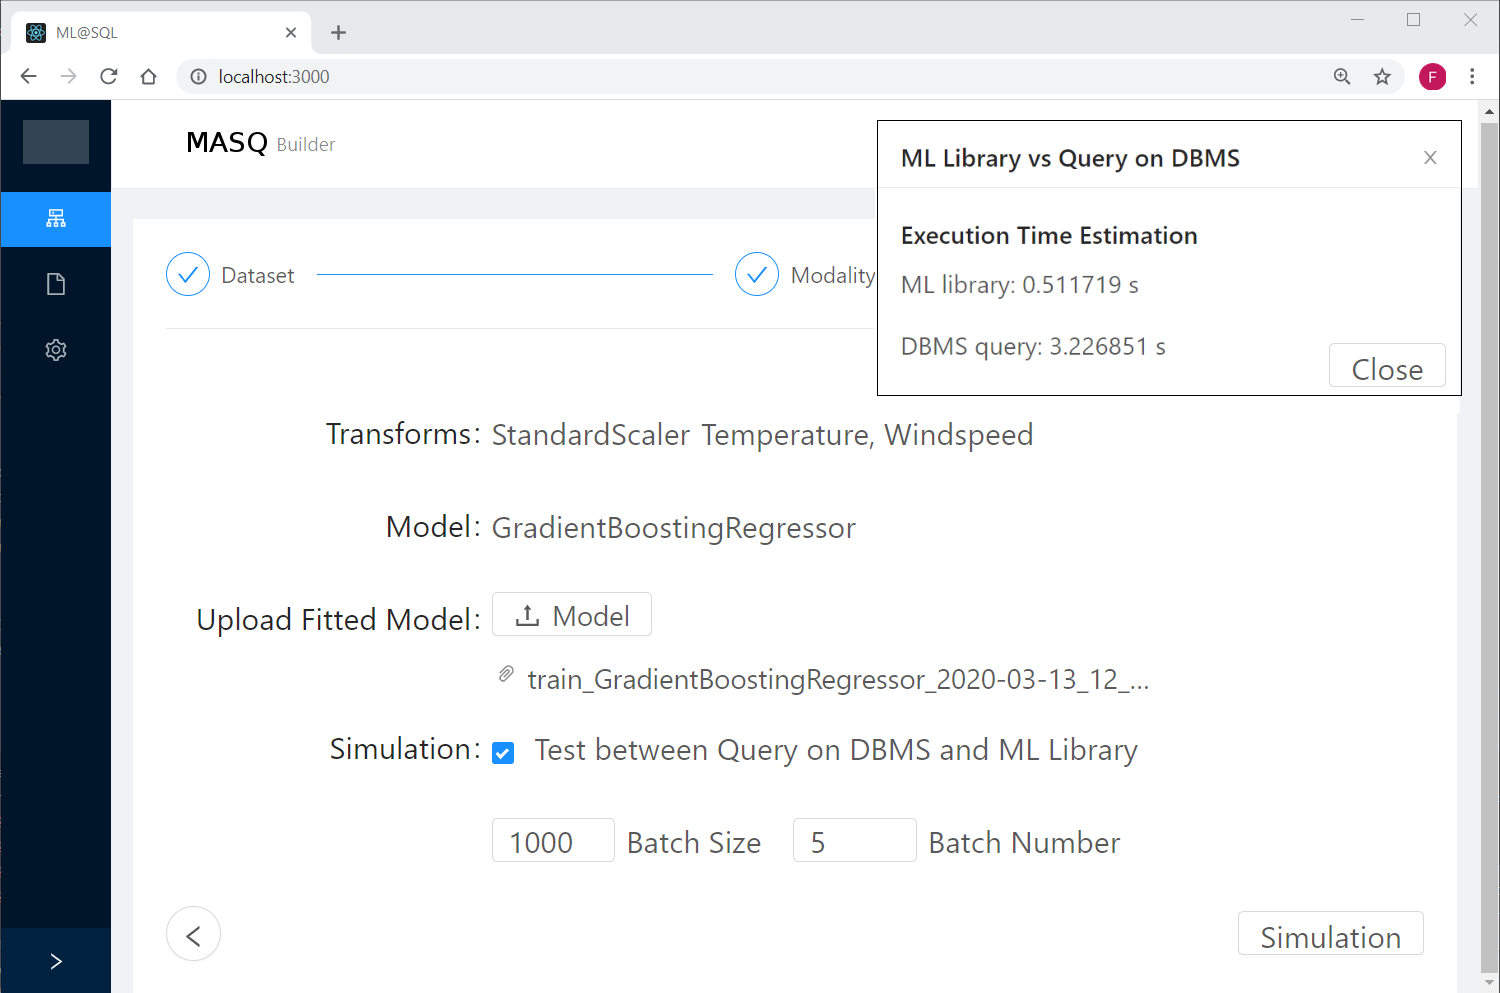 ML@SQL
localhost:3000
F
MASQ Builder
ML Library vs Query on DBMS
Execution Time Estimation
ML library: 0.511719 s
DBMS query: 3.226851 s
Close
Dataset
Modality
Transforms: StandardScaler Temperature, Windspeed
Model: GradientBoostingRegressor
Upload Fitted Model: Model
train_GradientBoostingRegressor_2020-03-13_12_...
Simulation: Test between Query on DBMS and ML Library
1000 Batch Size 5 Batch Number
Simulation